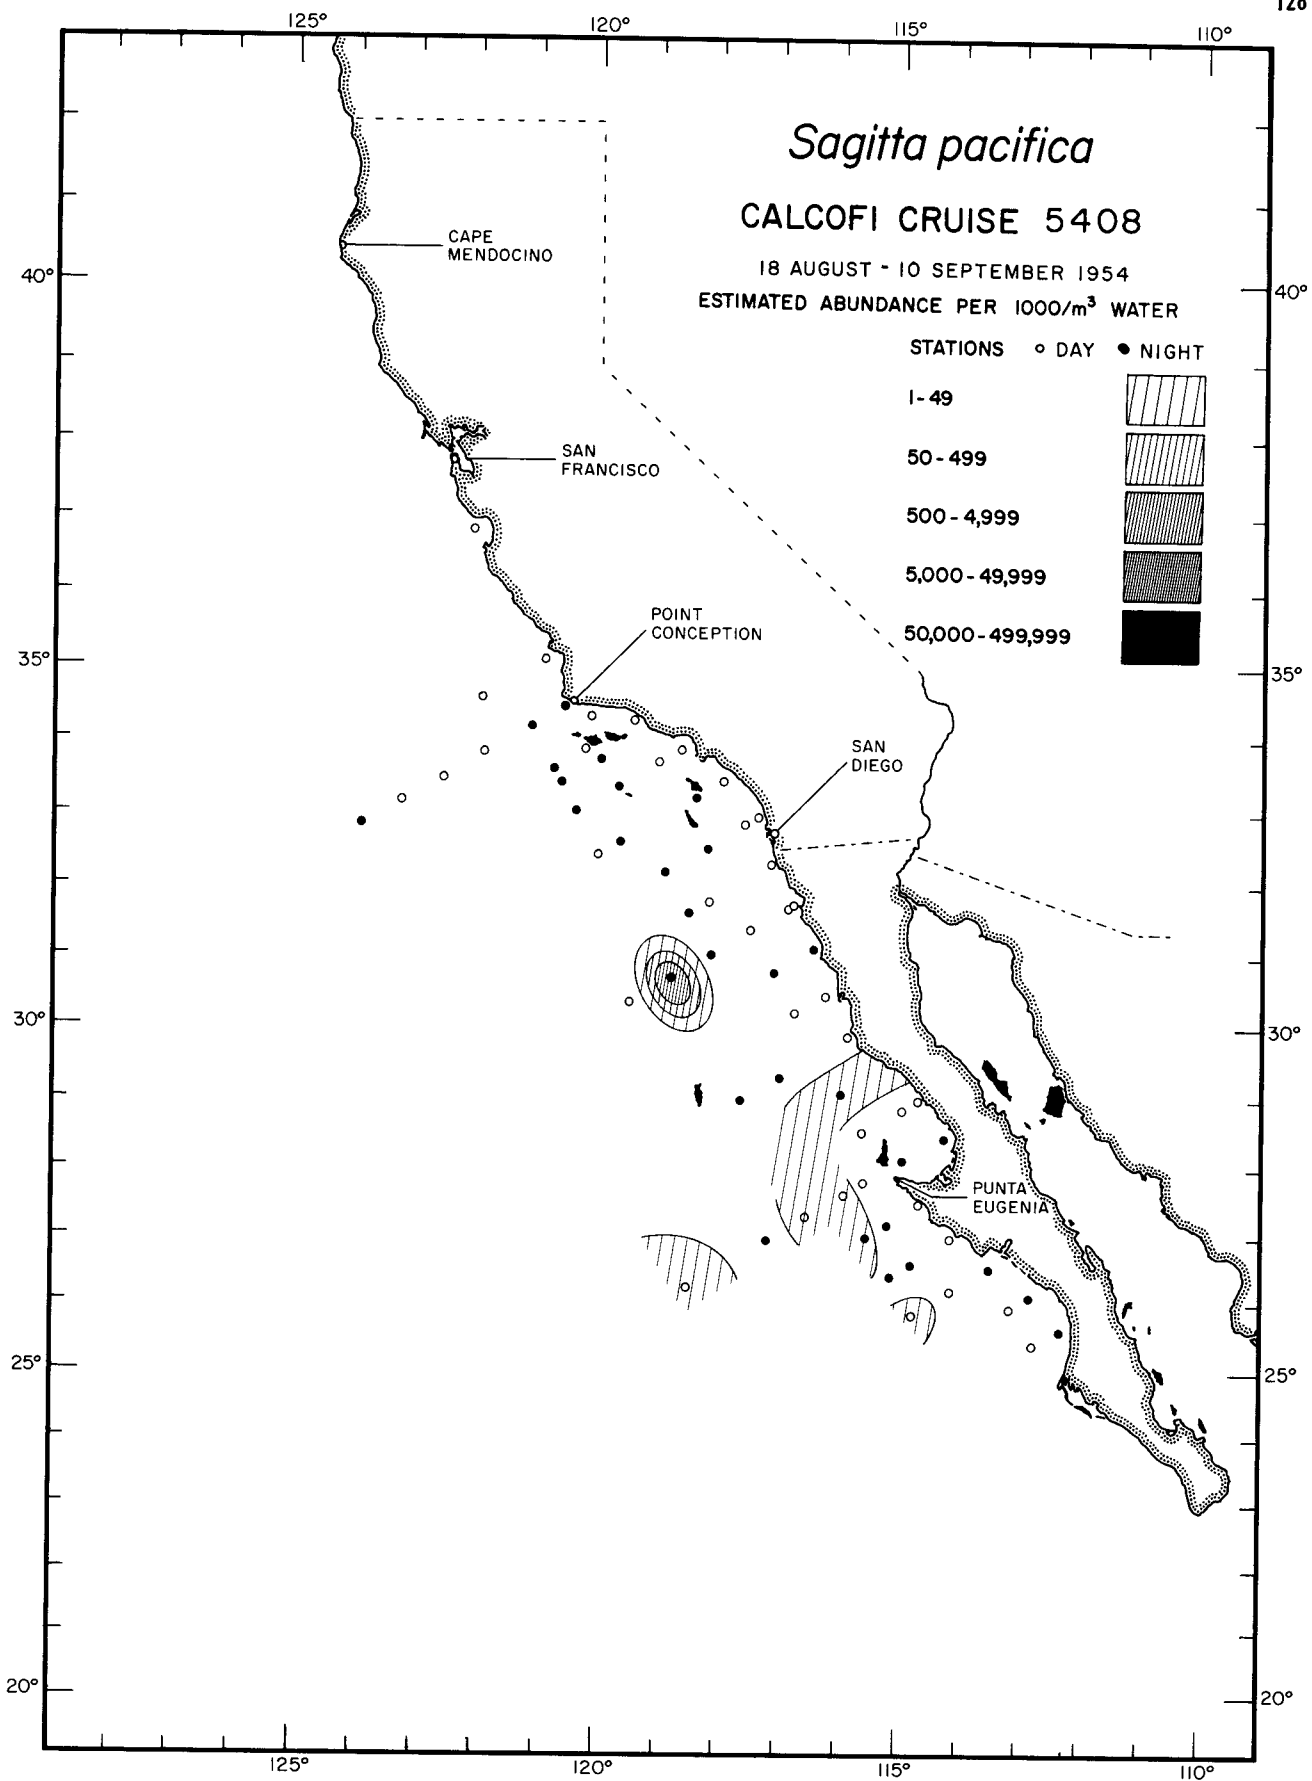 128
125° 120° 115° 110°
Sagitta pacifica
CALCOFI CRUISE 5408
18 AUGUST - 10 SEPTEMBER 1954
ESTIMATED ABUNDANCE PER 1000/m³ WATER
STATIONS ○ DAY ● NIGHT
1-49
50-499
500-4,999
5,000-49,999
50,000-499,999
CAPE
MENDOCINO
40° 40°
SAN
FRANCISCO
POINT
CONCEPTION
35° 35°
SAN
DIEGO
30° 30°
PUNTA
EUGENIA
25° 25°
20° 20°
125° 120° 115° 110°